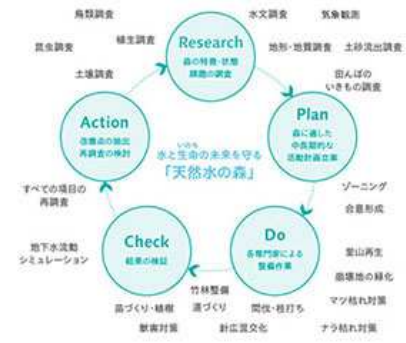 鳥類調査
水文調査
気象観測
昆虫調査
植生調査
地形・地質調査
土砂流出調査
土壌調査
田んぼの
いきもの調査
Research
森の特徴・状態
課題の調査
Plan
森に適した
中長期的な
活動計画立案
ゾーニング
合意形成
Do
各専門家による
整備作業
里山再生
崩壊地の緑化
マツ枯れ対策
ナラ枯れ対策
間伐・枝打ち
針広混交化
竹林整備
道づくり
苗づくり・植樹
獣害対策
Check
結果の検証
地下水流動
シミュレーション
Action
改善点の抽出
再調査の検討
すべての項目の
再調査
いのち
水と生命の未来を守る
「天然水の森」